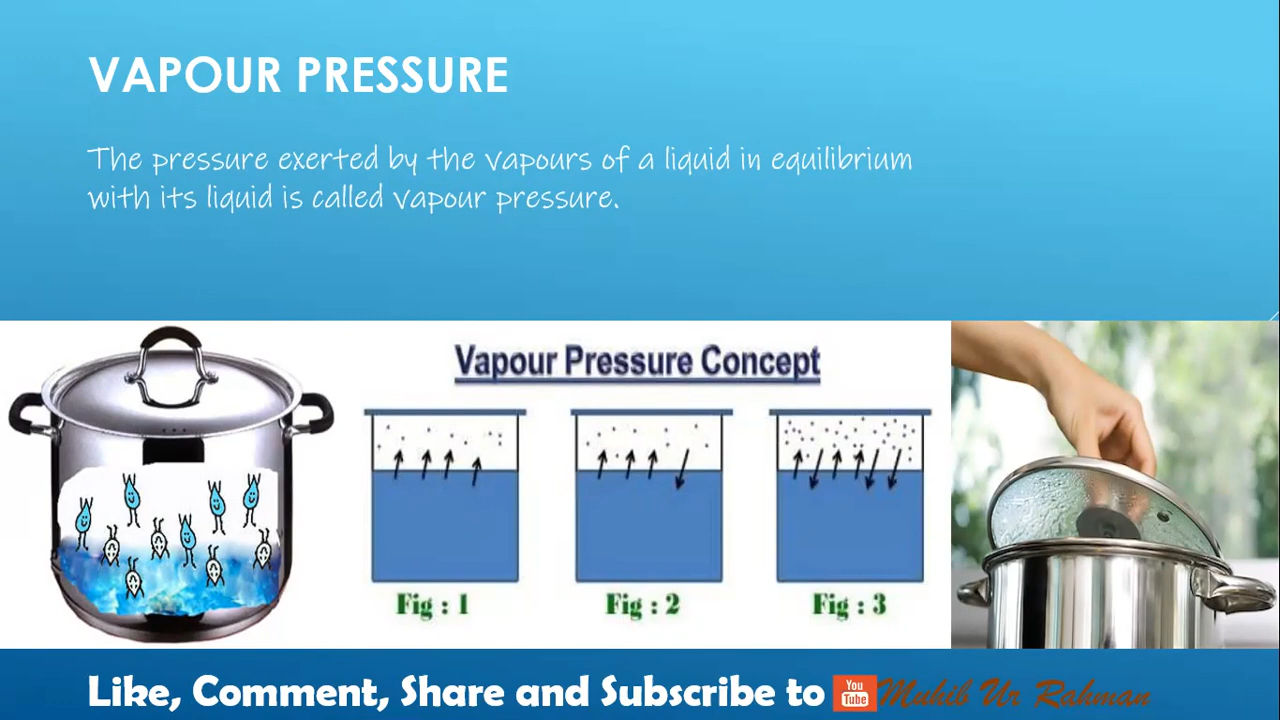 VAPOUR PRESSURE
The pressure exerted by the vapours of a liquid in equilibrium
with its liquid is called vapour pressure.
Vapour Pressure Concept
Fig : 1
Fig : 2
Fig : 3
Like, Comment, Share and Subscribe to You Tube Muhib Ur Rahman